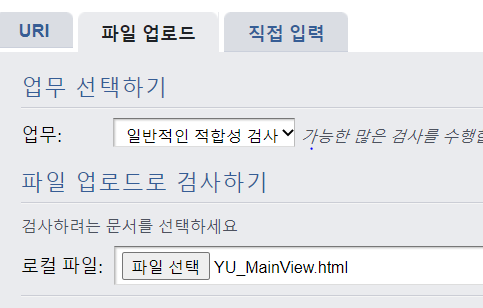 URI 파일 업로드 직접 입력
업무 선택하기
업무: 일반적인 적합성 검사 가능한 많은 검사를 수행
파일 업로드로 검사하기
검사하려는 문서를 선택하세요
로컬 파일: 파일 선택 YU_MainView.html